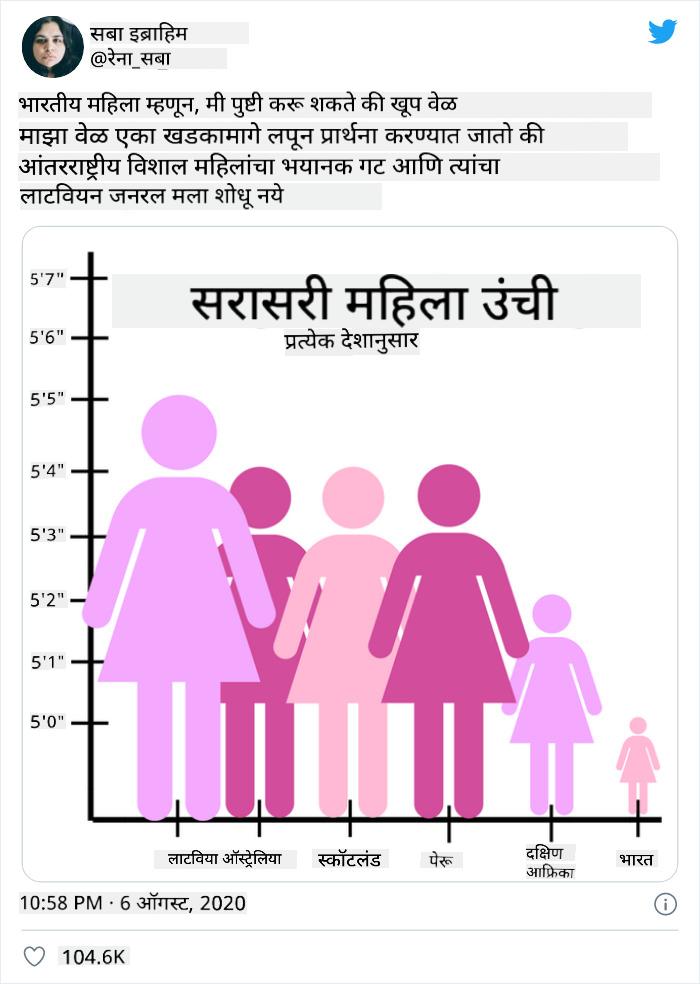 सबा इब्राहिम
@रेना_सबा
भारतीय महिला म्हणून, मी पुष्टी करू शकते की खूप वेळ
माझा वेळ एका खडकामागे लपून प्रार्थना करण्यात जातो की
आंतरराष्ट्रीय विशाल महिलांचा भयानक गट आणि त्यांचा
लाटवियन जनरल मला शोधू नये
सरासरी महिला उंची
प्रत्येक देशानुसार
5'7"
5'6"
5'5"
5'4"
5'3"
5'2"
5'1"
5'0"
लाटविया ऑस्ट्रेलिया
स्कॉटलंड
पेरू
दक्षिण
आफ्रिका
भारत
10:58 PM · 6 ऑगस्ट, 2020
104.6K